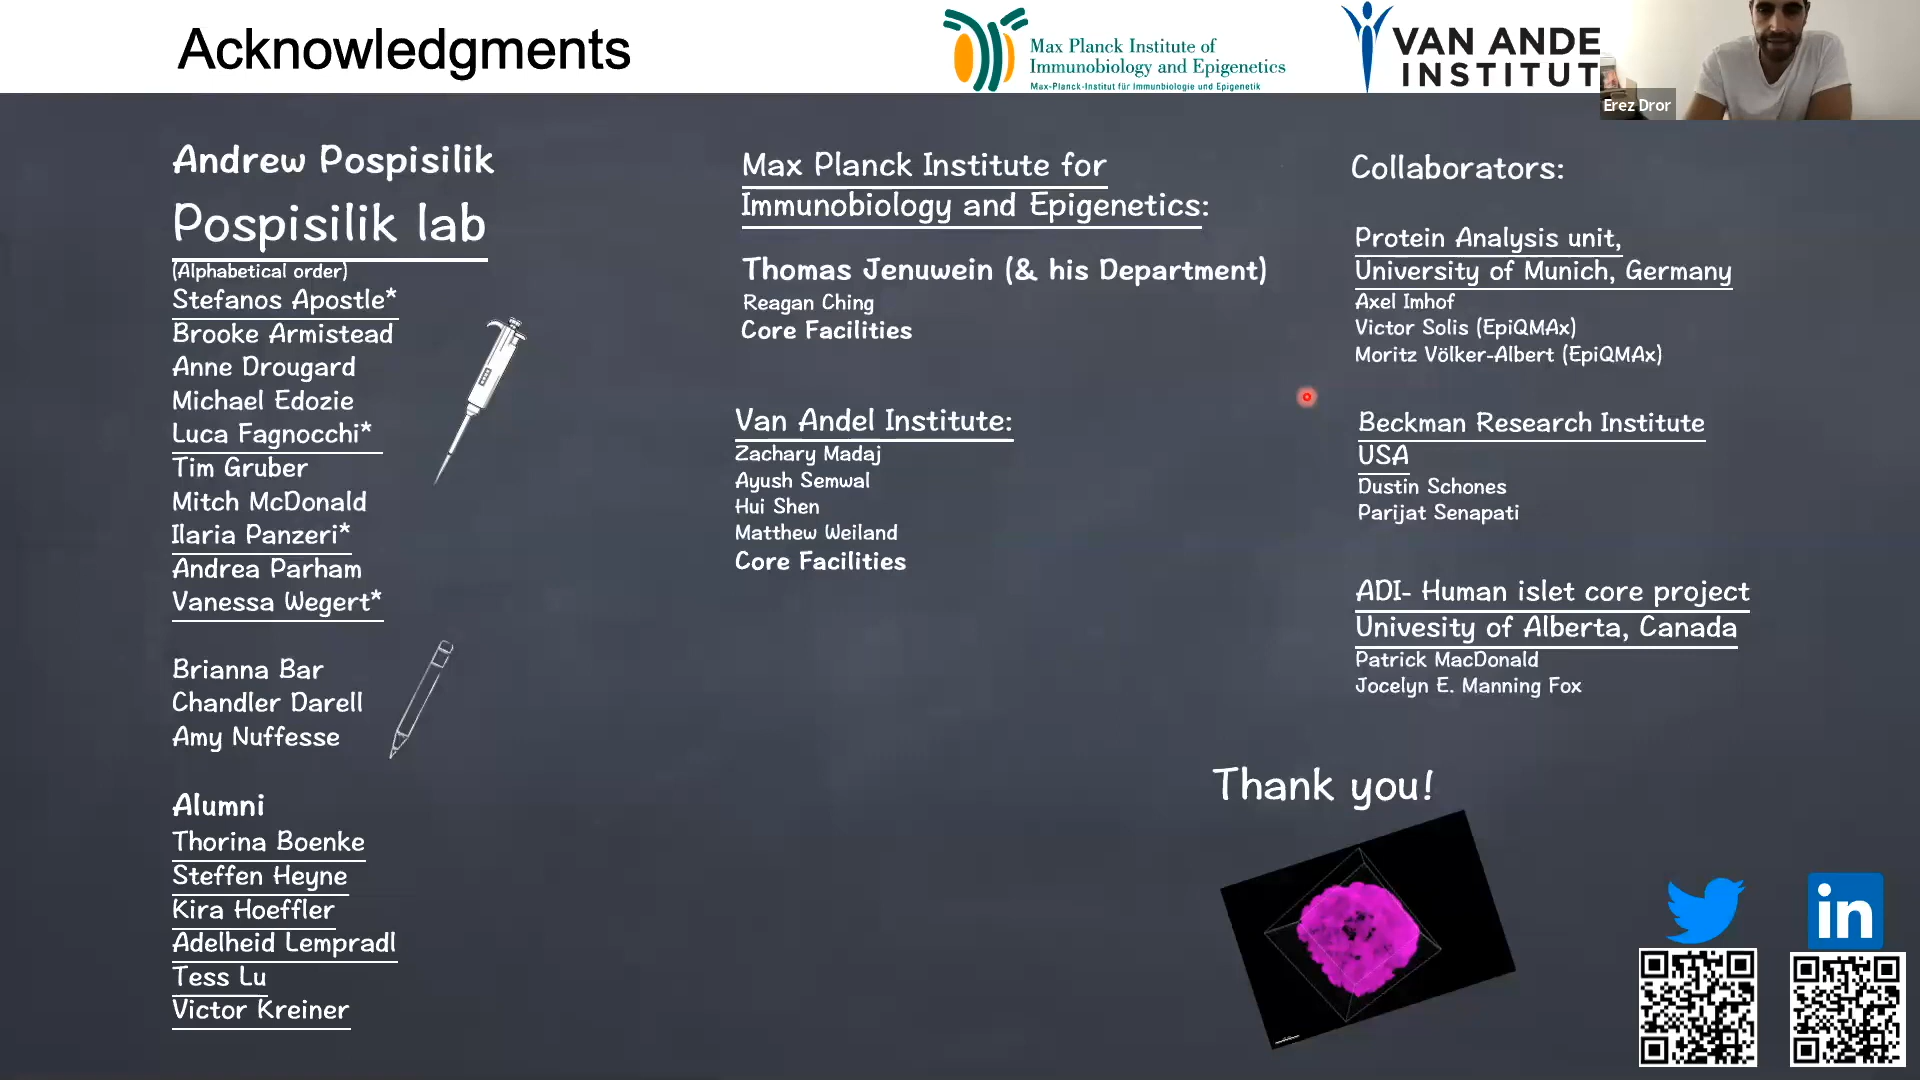 Acknowledgments
Max Planck Institute of
Immunobiology and Epigenetics
Max-Planck-Institut für Immunbiologie und Epigenetik
VAN ANDE
INSTITUT
Erez Dror
Andrew Pospisilik
Pospisilik lab
(Alphabetical order)
Stefanos Apostle*
Brooke Armistead
Anne Drougard
Michael Edozie
Luca Fagnocchi*
Tim Gruber
Mitch McDonald
Ilaria Panzeri*
Andrea Parham
Vanessa Wegert*
Brianna Bar
Chandler Darell
Amy Nuffesse
Alumni
Thorina Boenke
Steffen Heyne
Kira Hoeffler
Adelheid Lempradl
Tess Lu
Victor Kreiner
Max Planck Institute for
Immunobiology and Epigenetics:
Thomas Jenuwein (& his Department)
Reagan Ching
Core Facilities
Van Andel Institute:
Zachary Madaj
Ayush Semwal
Hui Shen
Matthew Weiland
Core Facilities
Collaborators:
Protein Analysis unit,
University of Munich, Germany
Axel Imhof
Victor Solis (EpiQMAx)
Moritz Völker-Albert (EpiQMAx)
Beckman Research Institute
USA
Dustin Schones
Parijat Senapati
ADI- Human islet core project
Univesity of Alberta, Canada
Patrick MacDonald
Jocelyn E. Manning Fox
Thank you!
in